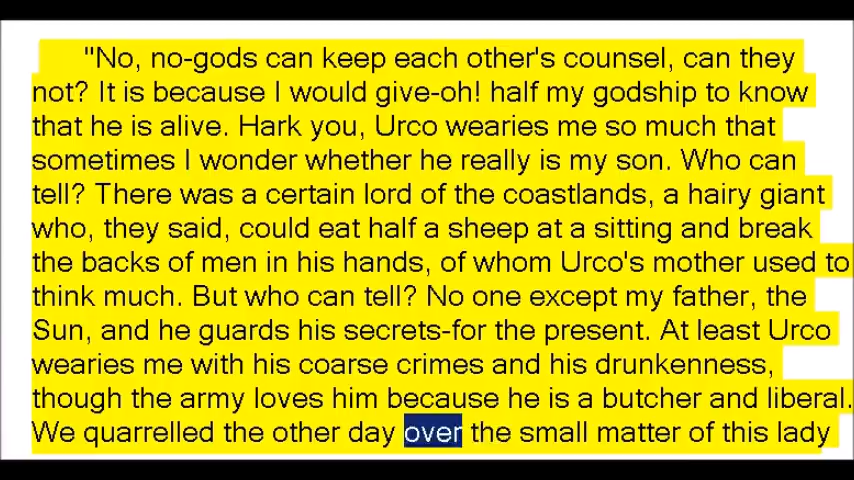 "No, no-gods can keep each other's counsel, can they
not? It is because I would give-oh! half my godship to know
that he is alive. Hark you, Urco wearies me so much that
sometimes I wonder whether he really is my son. Who can
tell? There was a certain lord of the coastlands, a hairy giant
who, they said, could eat half a sheep at a sitting and break
the backs of men in his hands, of whom Urco's mother used to
think much. But who can tell? No one except my father, the
Sun, and he guards his secrets-for the present. At least Urco
wearies me with his coarse crimes and his drunkenness,
though the army loves him because he is a butcher and liberal.
We quarrelled the other day over the small matter of this lady